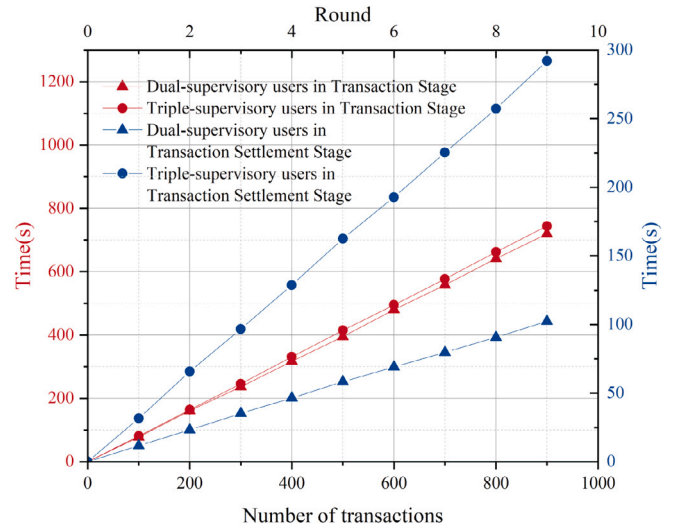 Round
0 2 4 6 8 10
1200
1000
800
600
400
200
0
Time(s)
Dual-supervisory users in Transaction Stage
Triple-supervisory users in Transaction Stage
Dual-supervisory users in
Transaction Settlement Stage
Triple-supervisory users in
Transaction Settlement Stage
300
250
200
150
100
50
0
Time(s)
0 200 400 600 800 1000
Number of transactions